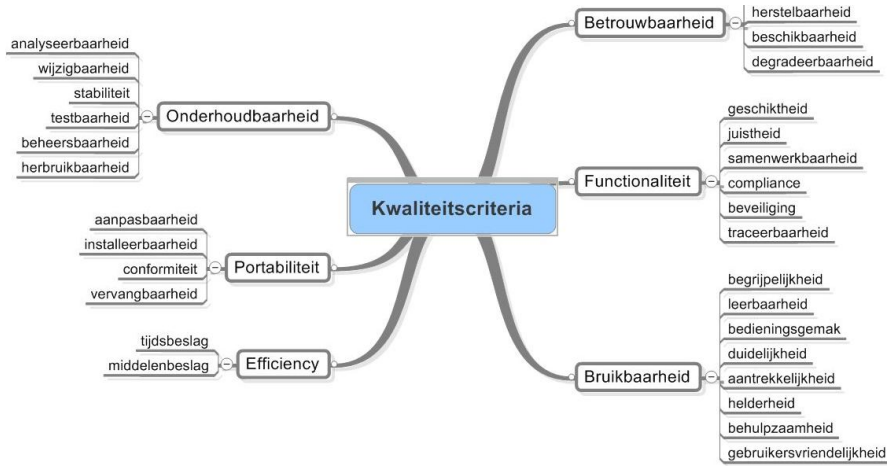 Kwaliteitscriteria
Betrouwbaarheid
herstelbaarheid
beschikbaarheid
degradeerbaarheid
Functionaliteit
geschiktheid
juistheid
samenwerkbaarheid
compliance
beveiliging
traceerbaarheid
Bruikbaarheid
begrijpelijkheid
leerbaarheid
bedieningsgemak
duidelijkheid
aantrekkelijkheid
helderheid
behulpzaamheid
gebruikersvriendelijkheid
Onderhoudbaarheid
analyseerbaarheid
wijzigbaarheid
stabiliteit
testbaarheid
beheersbaarheid
herbruikbaarheid
Portabiliteit
aanpasbaarheid
installeerbaarheid
conformiteit
vervangbaarheid
Efficiency
tijdsbeslag
middelenbeslag